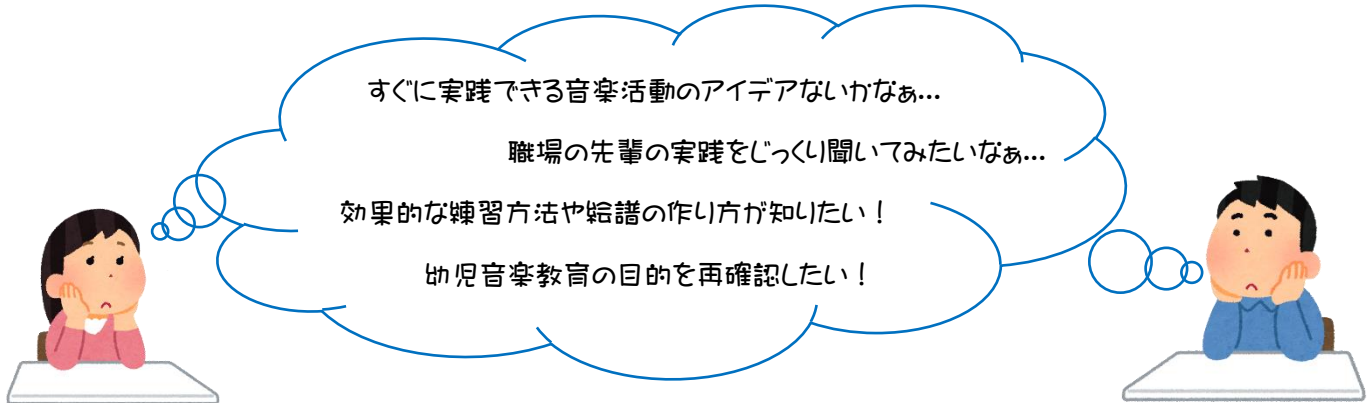 すぐに実践できる音楽活動のアイデアないかなぁ...
職場の先輩の実践をじっくり聞いてみたいなぁ...
効果的な練習方法や絵譜の作り方が知りたい！
幼児音楽教育の目的を再確認したい！